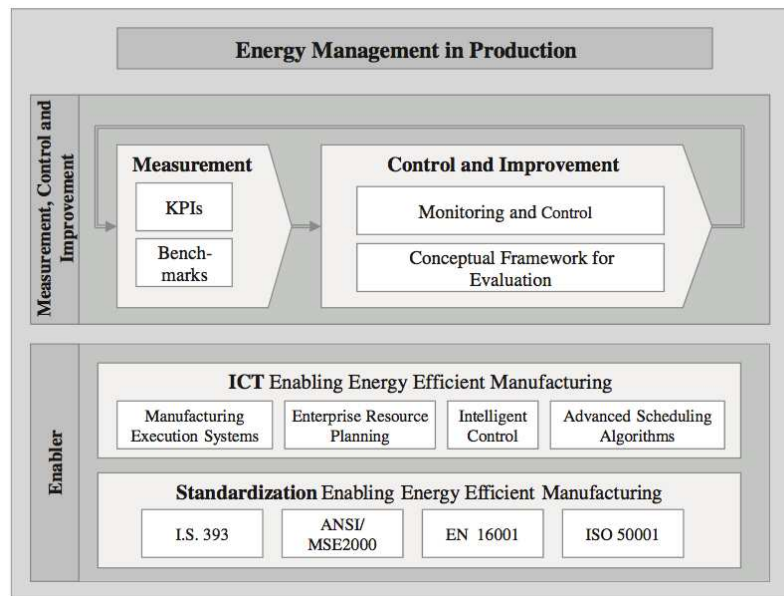 Energy Management in Production
Measurement, Control and
Improvement
Measurement
KPIs
Bench-
marks
Control and Improvement
Monitoring and Control
Conceptual Framework for
Evaluation
Enabler
ICT Enabling Energy Efficient Manufacturing
Manufacturing
Execution Systems
Enterprise Resource
Planning
Intelligent
Control
Advanced Scheduling
Algorithms
Standardization Enabling Energy Efficient Manufacturing
I.S. 393
ANSI/
MSE2000
EN 16001
ISO 50001